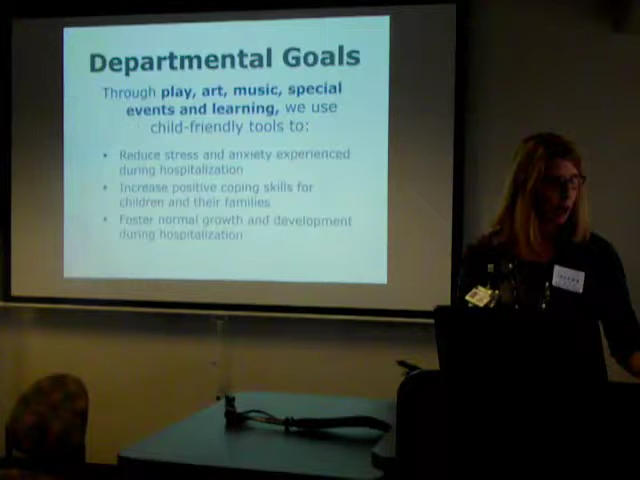 Departmental Goals
Through play, art, music, special
events and learning, we use
child-friendly tools to:
• Reduce stress and anxiety experienced
during hospitalization
• Increase positive coping skills for
children and their families
• Foster normal growth and development
during hospitalization